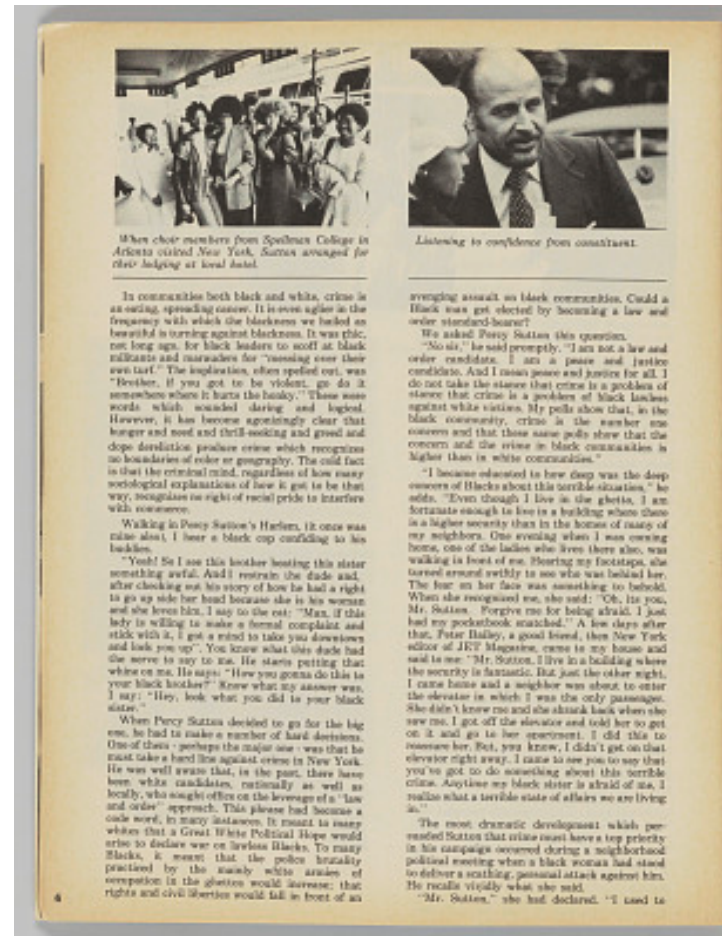 When choir members from Spellman College in
Atlanta visited New York, Sutton arranged for
their lodging at local hotel.
In communities both black and white, crime is
an eating, spreading cancer. It is even uglier in the
frequency with which the blackness we hailed as
beautiful is turning against blackness. It was chic,
not long ago, for black leaders to scoff at black
militants and marauders for "messing over their
own turf." The implication, often spelled out, was
"Brother, if you got to be violent, go do it
somewhere where it hurts the honky." These were
words which sounded daring and logical.
However, it has become agonizingly clear that
hunger and need and thrill-seeking and greed and
dope dereliction produce crime which recognizes
no boundaries of color or geography. The cold fact
is that the criminal mind, regardless of how many
sociological explanations of how it got to be that
way, recognizes no right of racial pride to interfere
with commerce.
Walking in Percy Sutton's Harlem, (it once was
mine also), I hear a black cop confiding to his
buddies.
"Yeah! So I see this brother beating this sister
something awful. And I restrain the dude and,
after checking out his story of how he had a right
to go up side her head because she is his woman
and she loves him, I say to the cat: "Man, if this
lady is willing to make a formal complaint and
stick with it, I got a mind to take you downtown
and lock you up". You know what this dude had
the nerve to say to me. He starts putting that
whine on me. He says: "How you gonna do this to
your black brother?" Know what my answer was,
I say: "Hey, look what you did to your black
sister."
When Percy Sutton decided to go for the big
one, he had to make a number of hard decisions.
One of them - perhaps the major one - was that he
must take a hard line against crime in New York.
He was well aware that, in the past, there have
been white candidates, nationally as well as
locally, who sought office on the leverage of a "law
and order" approach. This phrase had become a
code word, in many instances. It meant to many
whites that a Great White Political Hope would
arise to declare war on lawless Blacks. To many
Blacks, it meant that the police brutality
practiced by the mainly white armies of
occupation in the ghettos would increase; that
rights and civil liberties would fall in front of an
6
Listening to confidence from constituent.
avenging assault on black communities. Could a
Black man get elected by becoming a law and
order standard-bearer?
We asked Percy Sutton this question.
"No sir," he said promptly. "I am not a law and
order candidate. I am a peace and justice
candidate. And I mean peace and justice for all. I
do not take the stance that crime is a problem of
stance that crime is a problem of black lawless
against white victims. My polls show that, in the
black community, crime is the number one
concern and that these same polls show that the
concern and the crime in black communities is
higher than in white communities."
"I became educated to how deep was the deep
concern of Blacks about this terrible situation," he
adds. "Even though I live in the ghetto, I am
fortunate enough to live in a building where there
is a higher security than in the homes of many of
my neighbors. One evening when I was coming
home, one of the ladies who lives there also, was
walking in front of me. Hearing my footsteps, she
turned around swiftly to see who was behind her.
The fear on her face was something to behold.
When she recognized me, she said: "Oh, its you,
Mr. Sutton. Forgive me for being afraid. I just
had my pocketbook snatched." A few days after
that, Peter Bailey, a good friend, then New York
editor of JET Magazine, came to my house and
said to me: "Mr. Sutton, I live in a building where
the security is fantastic. But just the other night,
I came home and a neighbor was about to enter
the elevator in which I was the only passenger.
She didn't know me and she shrank back when she
saw me. I got off the elevator and told her to get
on it and go to her apartment. I did this to
reassure her. But, you know, I didn't get on that
elevator right away. I came to see you to say that
you've got to do something about this terrible
crime. Anytime my black sister is afraid of me, I
realize what a terrible state of affairs we are living
in."
The most dramatic development which per-
suaded Sutton that crime must have a top priority
in his campaign occurred during a neighborhood
political meeting when a black woman had stood
to deliver a scathing, personal attack against him.
He recalls vividly what she said.
"Mr. Sutton," she had declared. "I used to